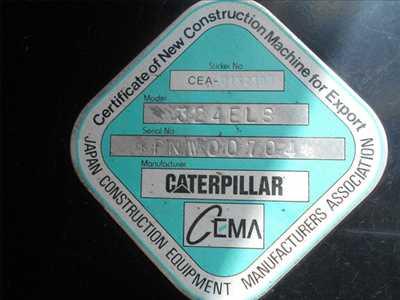 Certificate of New Construction Machine for Export
Sticker No
CEA-
Model
324ELS
Serial No.
*PNW00704*
Manufacturer
CATERPILLAR
CEMA
JAPAN CONSTRUCTION EQUIPMENT MANUFACTURERS ASSOCIATION